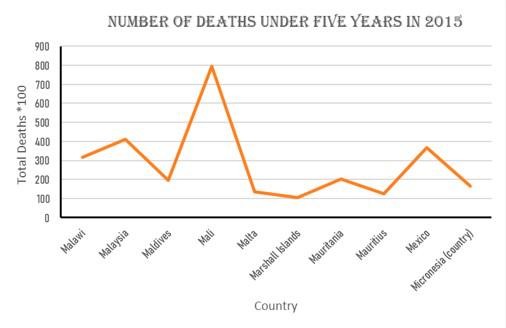 NUMBER OF DEATHS UNDER FIVE YEARS IN 2015
Total Deaths *100
900
800
700
600
500
400
300
200
100
0
Malawi
Malaysia
Maldives
Mali
Malta
Marshall Islands
Mauritania
Mauritius
Mexico
Micronesia (country)
Country